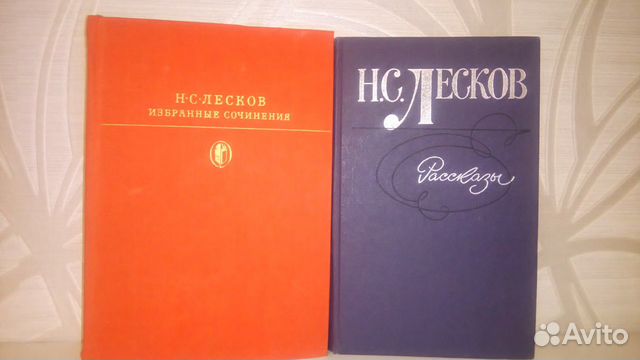 Н·С·ЛЕСКОВ
ИЗБРАННЫЕ СОЧИНЕНИЯ
Н.С. ЛЕСКОВ
Рассказы
Avito